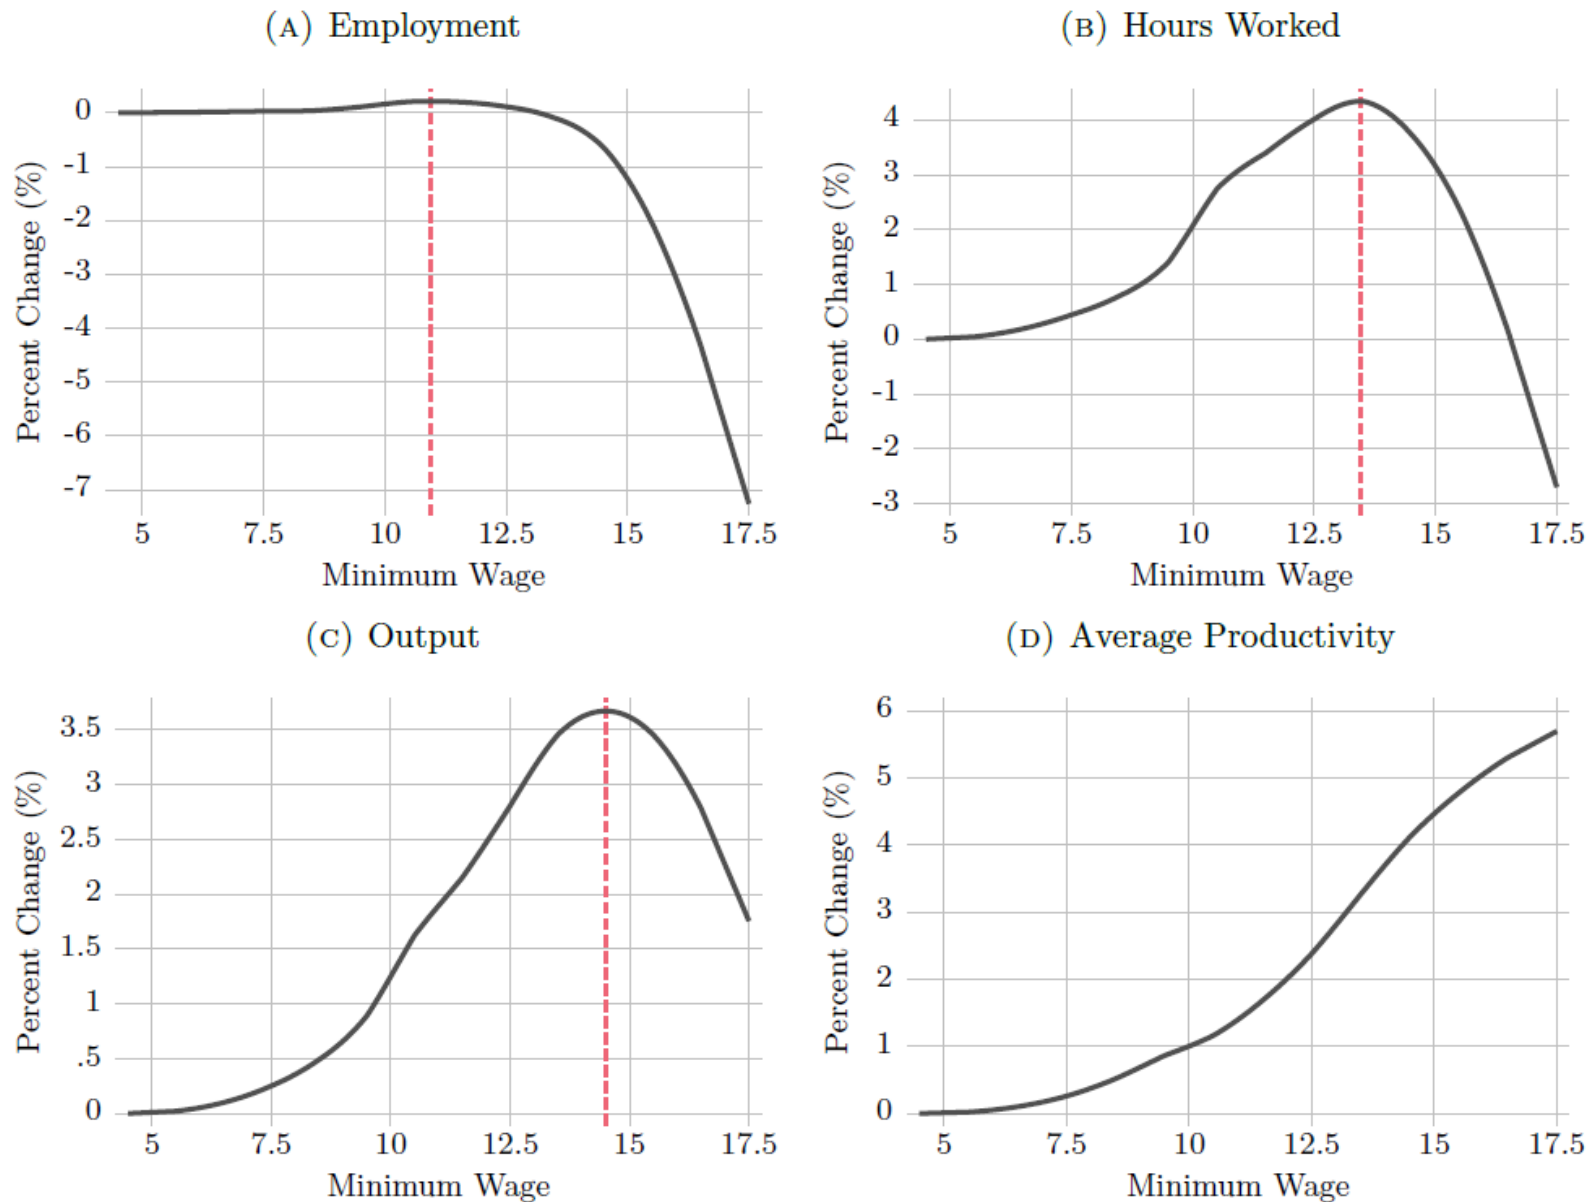 (A) Employment
Percent Change (%)
0
-1
-2
-3
-4
-5
-6
-7
5 7.5 10 12.5 15 17.5
Minimum Wage
(B) Hours Worked
Percent Change (%)
4
3
2
1
0
-1
-2
-3
5 7.5 10 12.5 15 17.5
Minimum Wage
(C) Output
Percent Change (%)
3.5
3
2.5
2
1.5
1
.5
0
5 7.5 10 12.5 15 17.5
Minimum Wage
(D) Average Productivity
Percent Change (%)
6
5
4
3
2
1
0
5 7.5 10 12.5 15 17.5
Minimum Wage